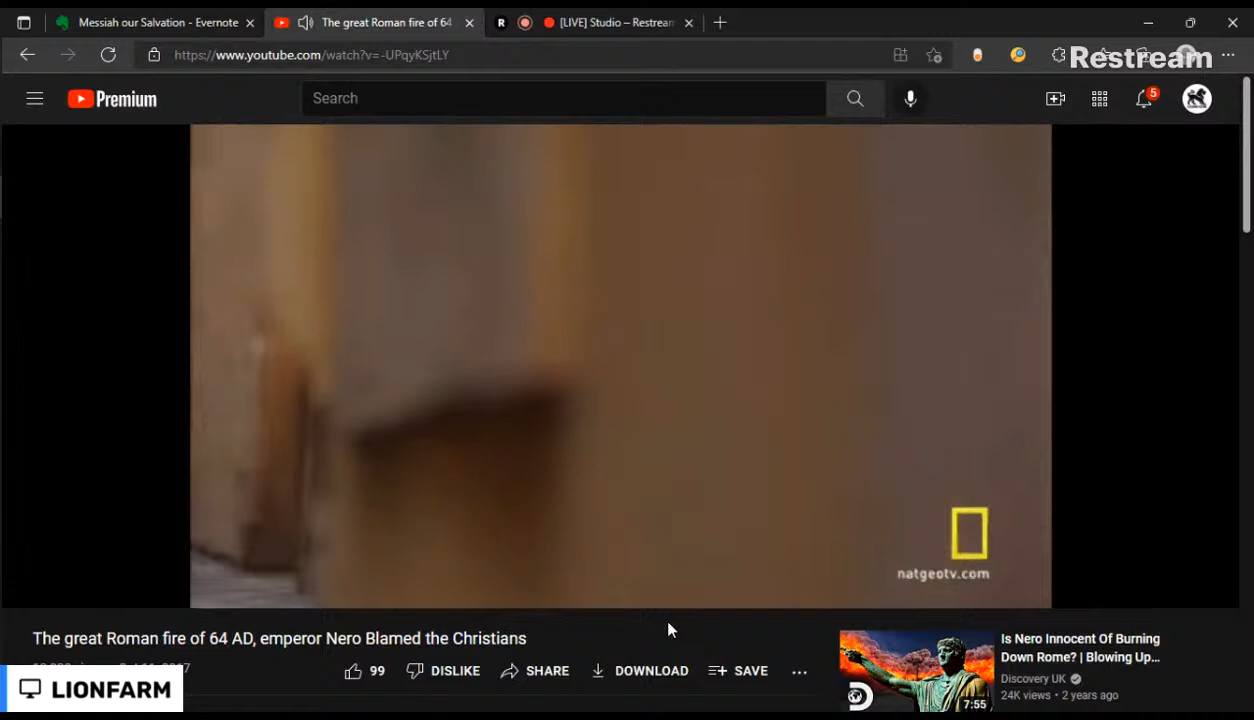 Messiah our Salvation - Evernote
The great Roman fire of 64
R [LIVE] Studio – Restream
https://www.youtube.com/watch?v=-UPqyKSjtLY
Restream
Premium
Search
5
natgeotv.com
The great Roman fire of 64 AD, emperor Nero Blamed the Christians
99 DISLIKE SHARE DOWNLOAD SAVE
LIONFARM
Is Nero Innocent Of Burning
Down Rome? | Blowing Up...
Discovery UK
24K views • 2 years ago
7:55